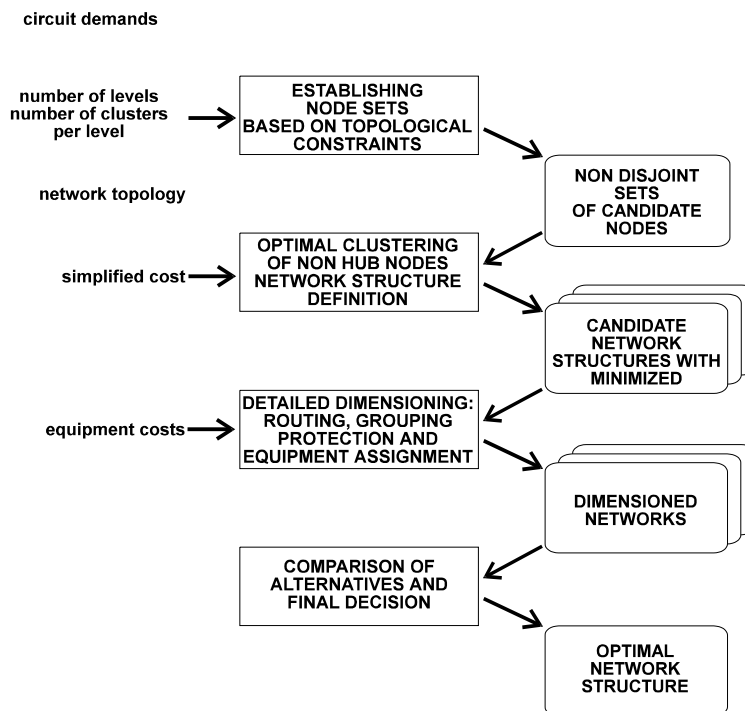 circuit demands
number of levels
number of clusters
per level
ESTABLISHING
NODE SETS
BASED ON TOPOLOGICAL
CONSTRAINTS
NON DISJOINT
SETS
OF CANDIDATE
NODES
network topology
simplified cost
OPTIMAL CLUSTERING
OF NON HUB NODES
NETWORK STRUCTURE
DEFINITION
CANDIDATE
NETWORK
STRUCTURES WITH
MINIMIZED
equipment costs
DETAILED DIMENSIONING:
ROUTING, GROUPING
PROTECTION AND
EQUIPMENT ASSIGNMENT
DIMENSIONED
NETWORKS
COMPARISON OF
ALTERNATIVES AND
FINAL DECISION
OPTIMAL
NETWORK
STRUCTURE